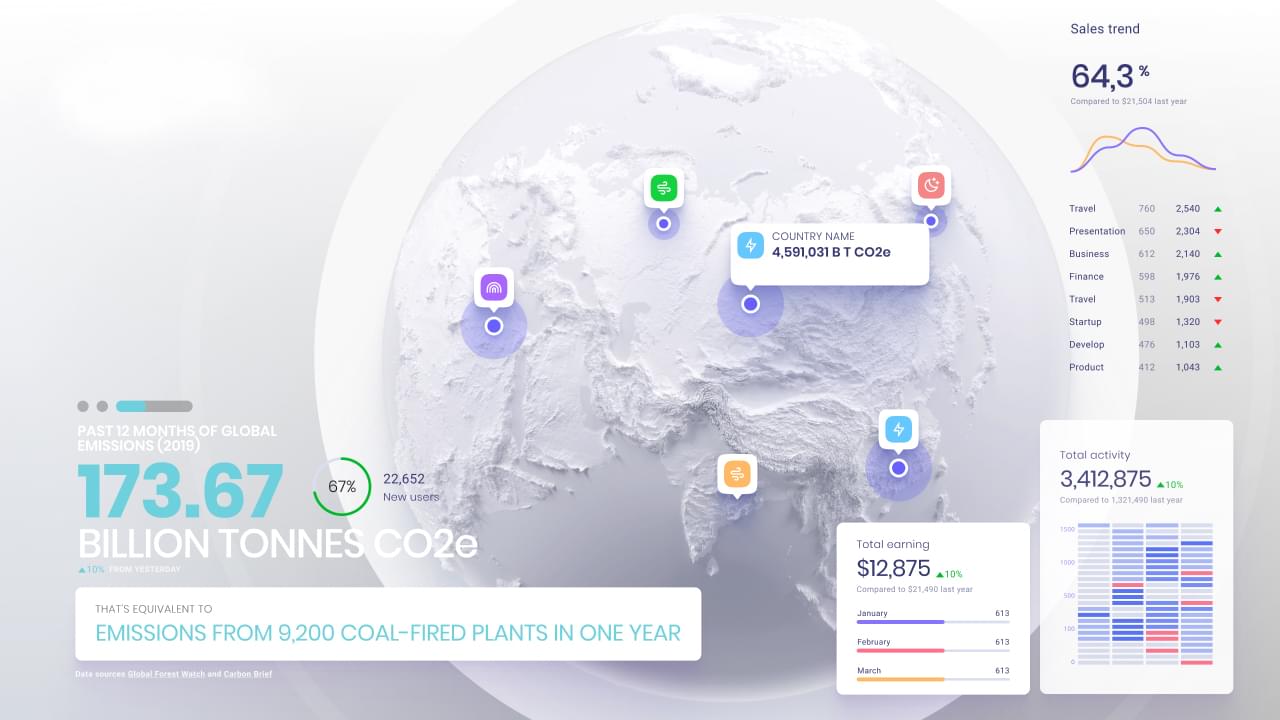 Sales trend
64,3 %
Compared to $21,504 last year
COUNTRY NAME
4,591,031 B T CO2e
Travel 760 2,540
Presentation 650 2,304
Business 612 2,140
Finance 598 1,976
Travel 513 1,903
Startup 498 1,320
Develop 476 1,103
Product 412 1,043
PAST 12 MONTHS OF GLOBAL
EMISSIONS (2019)
173.67
BILLION TONNES CO2e
10% FROM YESTERDAY
67%
22,652
New users
THAT'S EQUIVALENT TO
EMISSIONS FROM 9,200 COAL-FIRED PLANTS IN ONE YEAR
Data sources Global Forest Watch and Carbon Brief
Total earning
$12,875 10%
Compared to $21,490 last year
January 613
February 613
March 613
Total activity
3,412,875 10%
Compared to 1,321,490 last year
1500
1000
500
100
0